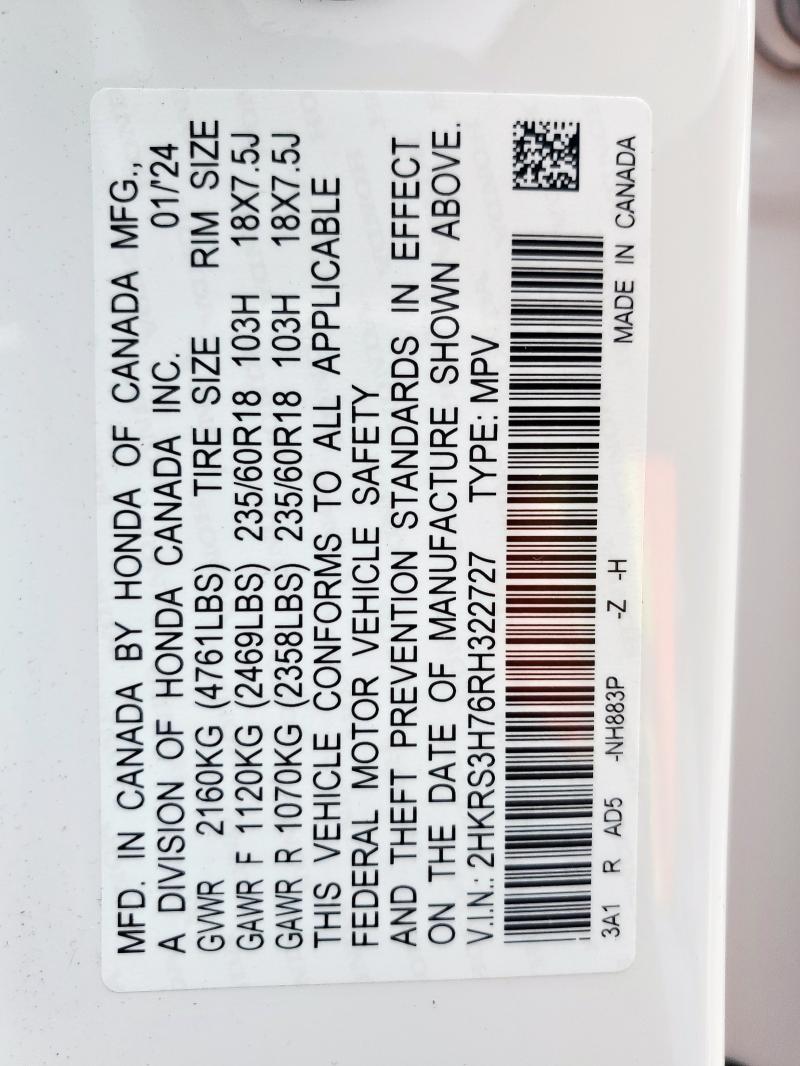 MFD. IN CANADA BY HONDA OF CANADA MFG.,
A DIVISION OF HONDA CANADA INC. 01/'24
GVWR 2160KG (4761LBS) TIRE SIZE RIM SIZE
GAWR F 1120KG (2469LBS) 235/60R18 103H 18X7.5J
GAWR R 1070KG (2358LBS) 235/60R18 103H 18X7.5J
THIS VEHICLE CONFORMS TO ALL APPLICABLE
FEDERAL MOTOR VEHICLE SAFETY
AND THEFT PREVENTION STANDARDS IN EFFECT
ON THE DATE OF MANUFACTURE SHOWN ABOVE.
V.I.N.: 2HKRS3H76RH322727 TYPE: MPV
3A1 R AD5 -NH883P -Z -H MADE IN CANADA